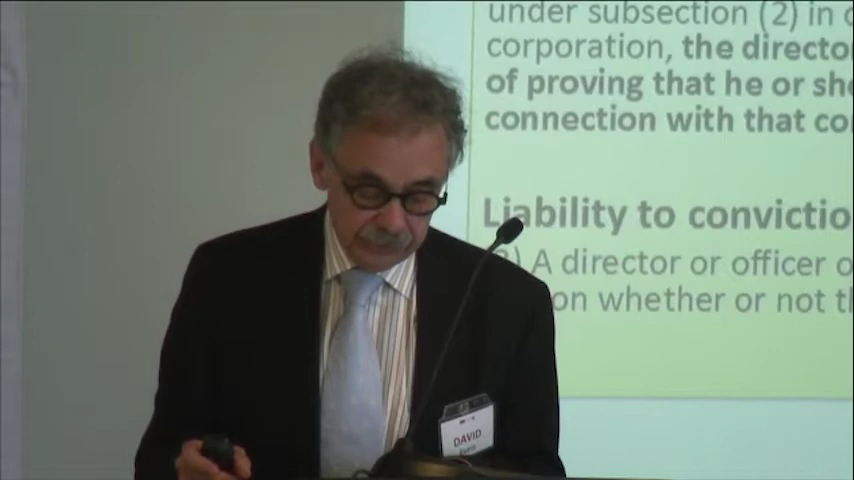 under subsection (2) in
corporation, the directo
of proving that he or sh
connection with that co
Liability to convictio
A director or officer o
on whether or not t
DAVID